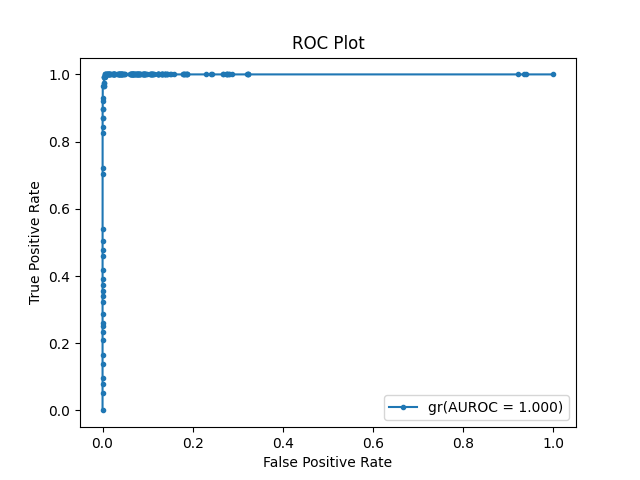 ROC Plot
1.0
0.8
0.6
0.4
0.2
0.0
True Positive Rate
gr(AUROC = 1.000)
0.0 0.2 0.4 0.6 0.8 1.0
False Positive Rate